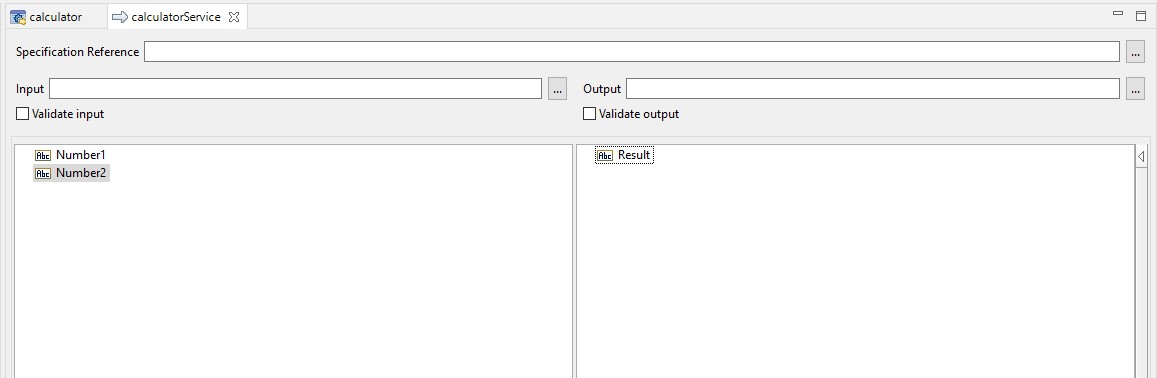 calculator calculatorService
Specification Reference ...
Input ... Output ...
Validate input Validate output
Abc Number1 Abc Result
Abc Number2